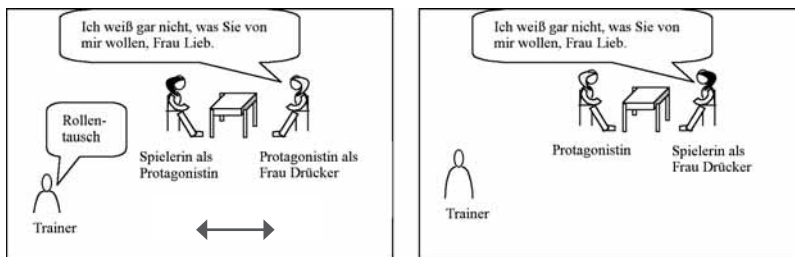 Ich weiß gar nicht, was Sie von
mir wollen, Frau Lieb.
Rollen-
tausch
Spielerin als
Protagonistin
Protagonistin als
Frau Drücker
Trainer
Ich weiß gar nicht, was Sie von
mir wollen, Frau Lieb.
Protagonistin
Spielerin als
Frau Drücker
Trainer